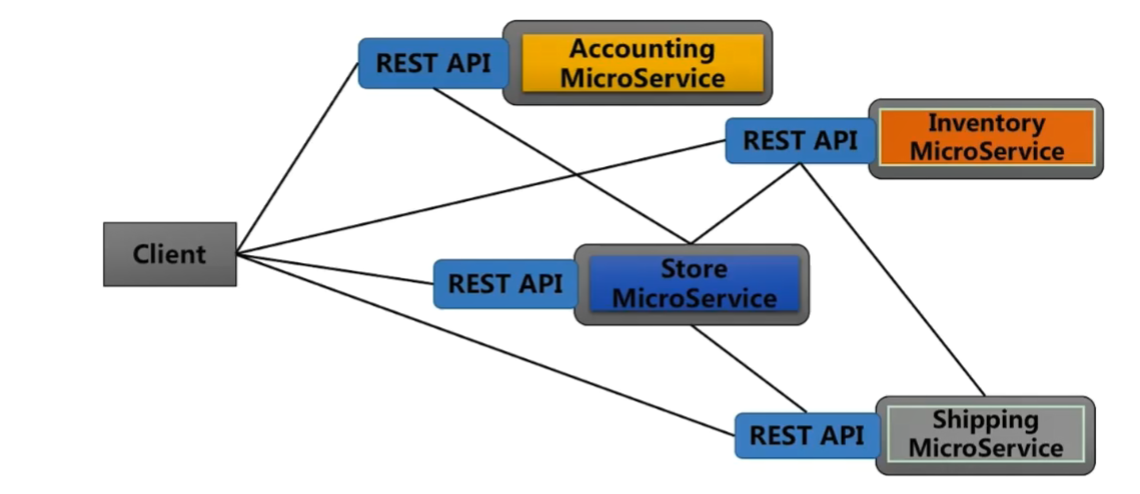 REST API
Accounting
MicroService
REST API
Inventory
MicroService
Client
REST API
Store
MicroService
REST API
Shipping
MicroService